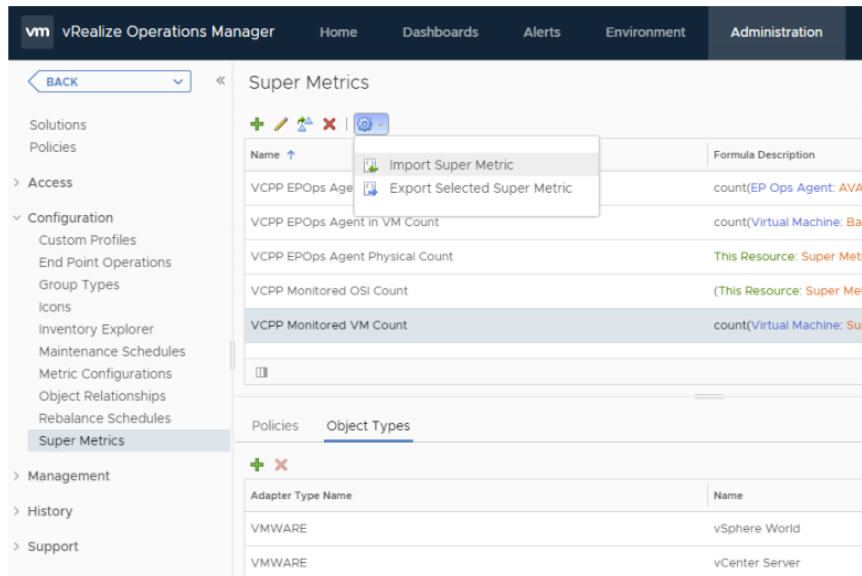 vm vRealize Operations Manager Home Dashboards Alerts Environment Administration
BACK
Solutions
Policies
Access
Configuration
Custom Profiles
End Point Operations
Group Types
Icons
Inventory Explorer
Maintenance Schedules
Metric Configurations
Object Relationships
Rebalance Schedules
Super Metrics
Management
History
Support
Super Metrics
Name Formula Description
Import Super Metric
Export Selected Super Metric
VCPP EPOps Age count(EP Ops Agent: AVA
VCPP EPOps Agent in VM Count count(Virtual Machine: Ba
VCPP EPOps Agent Physical Count This Resource: Super Met
VCPP Monitored OSI Count (This Resource: Super Me
VCPP Monitored VM Count count(Virtual Machine: Su
Policies Object Types
Adapter Type Name Name
VMWARE vSphere World
VMWARE vCenter Server